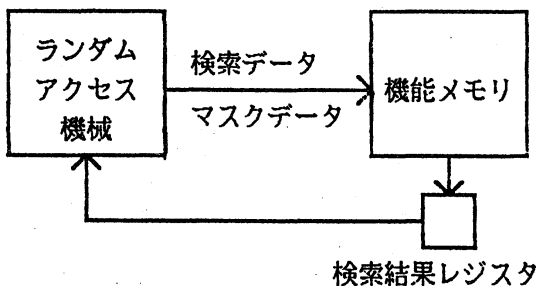 ランダム
アクセス
機械
検索データ
マスクデータ
機能メモリ
検索結果レジスタ